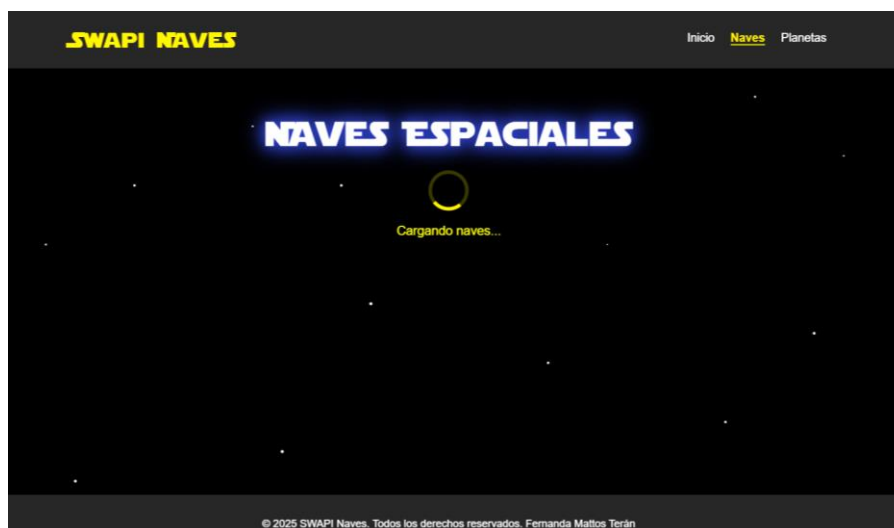 SWAPI NAVES
Inicio Naves Planetas
NAVES ESPACIALES
Cargando naves...
© 2025 SWAPI Naves. Todos los derechos reservados. Fernanda Mattos Terán